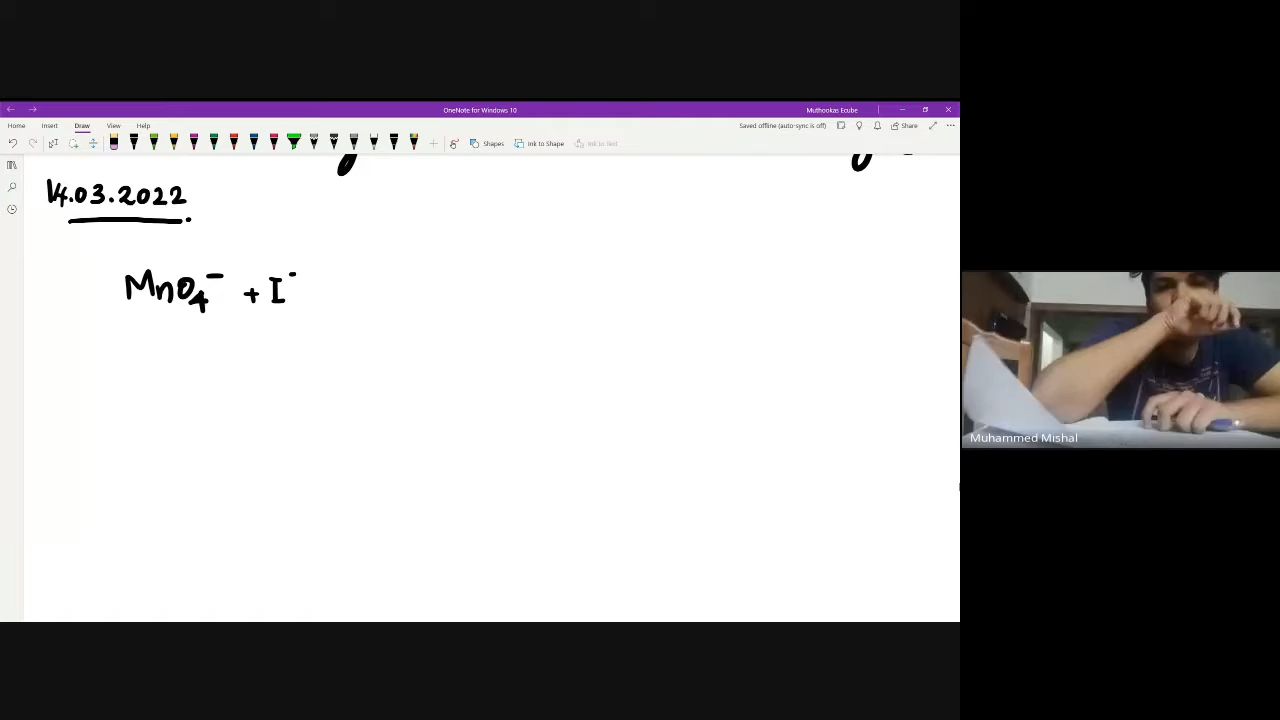 OneNote for Windows 10
Muthookas Ecube
Home Insert Draw View Help
Saved offline (auto-sync is off) Share
Shapes Ink to Shape Ink to Text
14.03.2022
MnO₄⁻ + I⁻
Muhammed Mishal